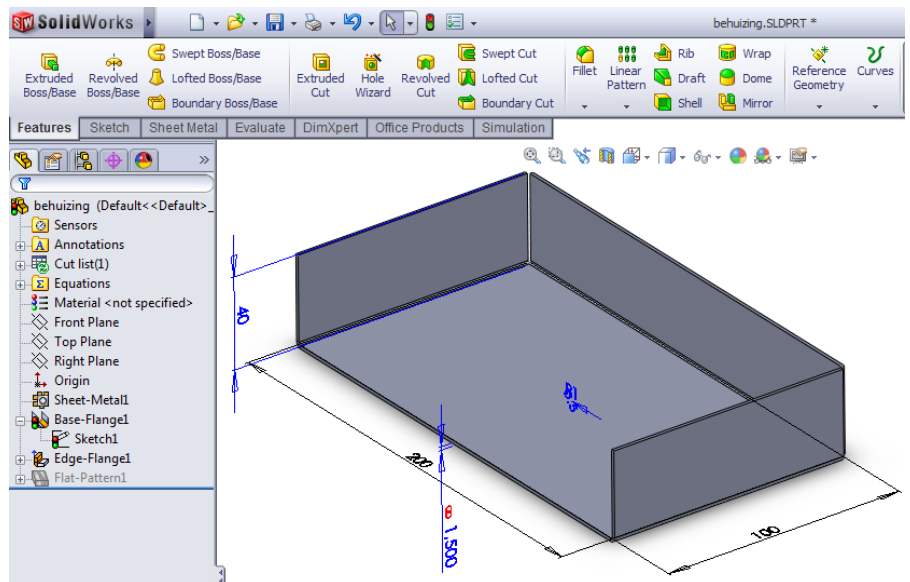 SolidWorks
behuizing.SLDPRT *
Extruded Boss/Base
Revolved Boss/Base
Swept Boss/Base
Lofted Boss/Base
Boundary Boss/Base
Extruded Cut
Hole Wizard
Revolved Cut
Swept Cut
Lofted Cut
Boundary Cut
Fillet
Linear Pattern
Rib
Draft
Shell
Wrap
Dome
Mirror
Reference Geometry
Curves
Features Sketch Sheet Metal Evaluate DimXpert Office Products Simulation
behuizing (Default<<Default>_
Sensors
Annotations
Cut list(1)
Equations
Material <not specified>
Front Plane
Top Plane
Right Plane
Origin
Sheet-Metal1
Base-Flange1
Sketch1
Edge-Flange1
Flat-Pattern1
40
200
1,500
100